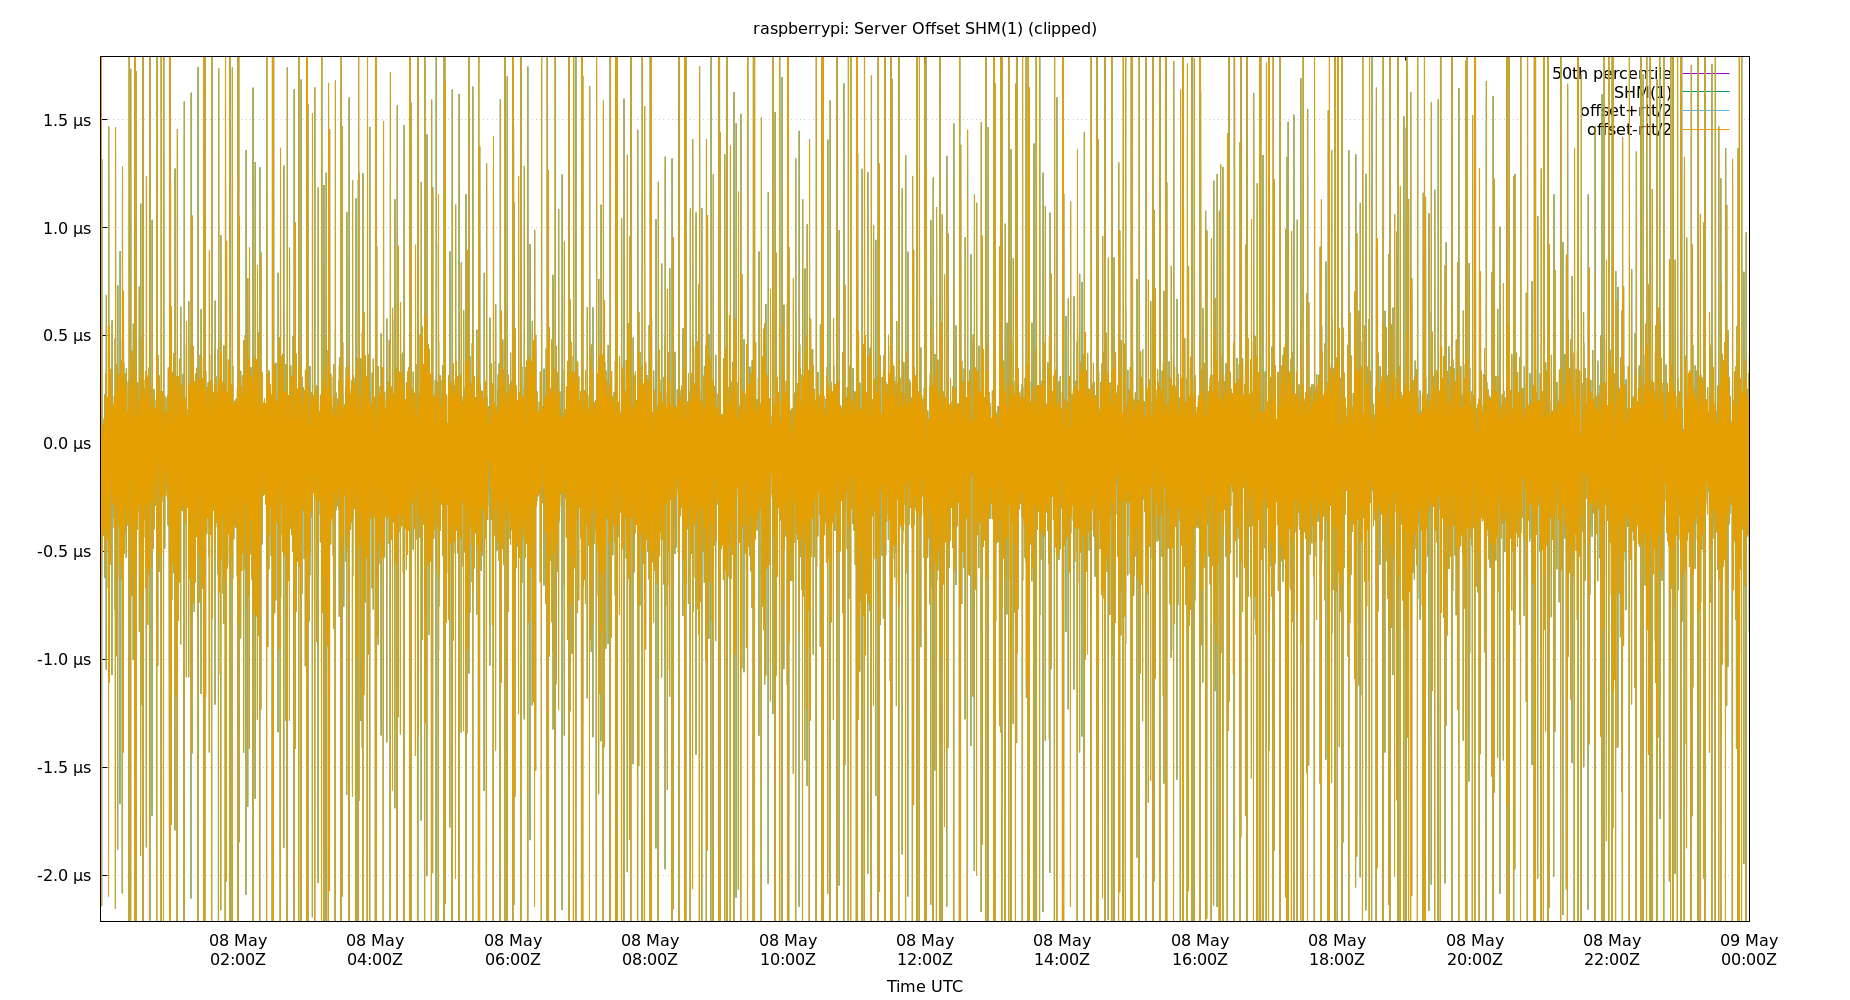 raspberrypi: Server Offset SHM(1) (clipped)
50th percentile
SHM(1)
offset+rtt/2
offset-rtt/2
1.5 µs
1.0 µs
0.5 µs
0.0 µs
-0.5 µs
-1.0 µs
-1.5 µs
-2.0 µs
08 May 08 May 08 May 08 May 08 May 08 May 08 May 08 May 08 May 08 May 08 May 09 May
02:00Z 04:00Z 06:00Z 08:00Z 10:00Z 12:00Z 14:00Z 16:00Z 18:00Z 20:00Z 22:00Z 00:00Z
Time UTC